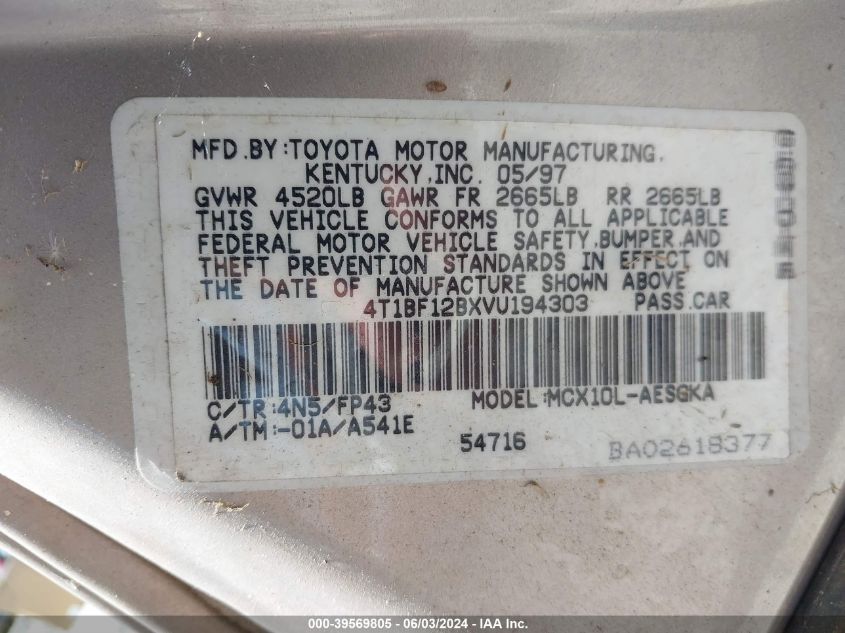 MFD.BY:TOYOTA MOTOR MANUFACTURING.
KENTUCKY,INC. 05/97
GVWR 4520LB GAWR FR 2665LB RR 2665LB
THIS VEHICLE CONFORMS TO ALL APPLICABLE
FEDERAL MOTOR VEHICLE SAFETY,BUMPER,AND
THEFT PREVENTION STANDARDS IN EFFECT ON
THE DATE OF MANUFACTURE SHOWN ABOVE
4T1BF12BXVU194303 PASS.CAR
C/TR:4N5/FP43 MODEL:MCX10L-AESGKA
A/TM:-01A/A541E
54716 BA02618377
000-39569805 - 06/03/2024 - IAA Inc.